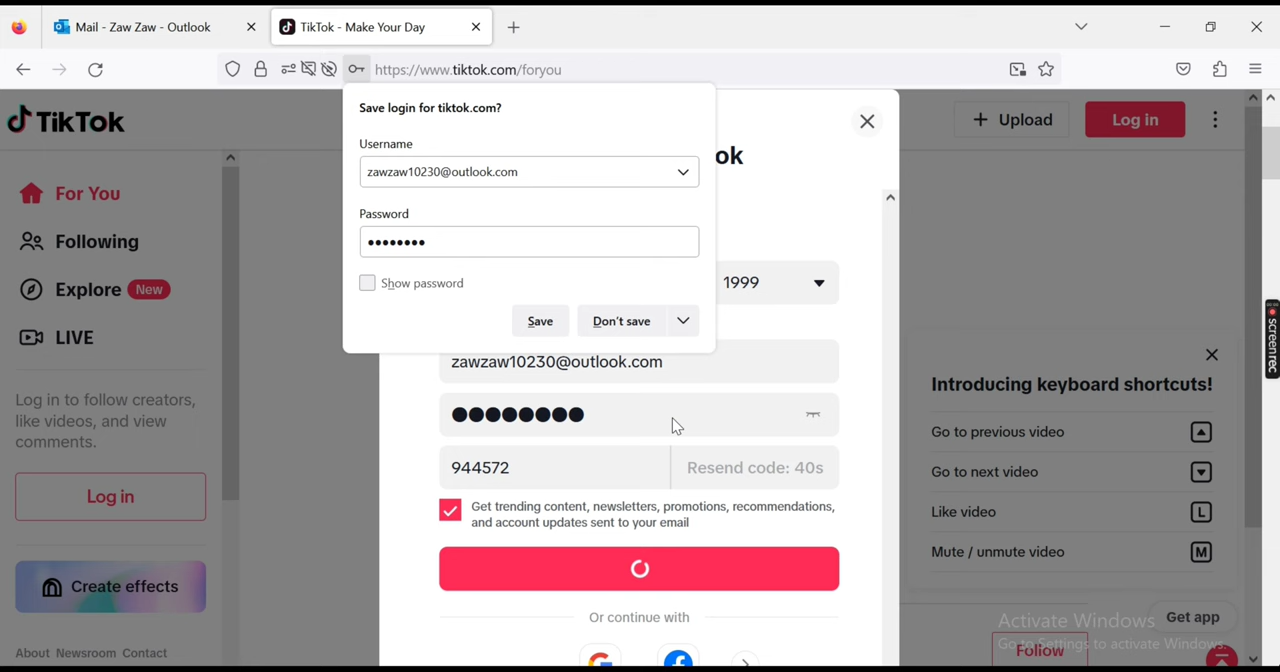 Mail - Zaw Zaw - Outlook
TikTok - Make Your Day
https://www.tiktok.com/foryou
TikTok
Save login for tiktok.com?
Username
zawzaw10230@outlook.com
Password
••••••••
Show password
Save
Don't save
ok
Upload
Log in
For You
Following
Explore New
LIVE
Log in to follow creators,
like videos, and view
comments.
Log in
Create effects
About Newsroom Contact
1999
zawzaw10230@outlook.com
●●●●●●●●
944572
Resend code: 40s
Get trending content, newsletters, promotions, recommendations,
and account updates sent to your email
Or continue with
Introducing keyboard shortcuts!
Go to previous video
Go to next video
Like video L
Mute / unmute video M
Get app
Follow
Activate Windows
Go to Settings to activate Windows.
screenrec